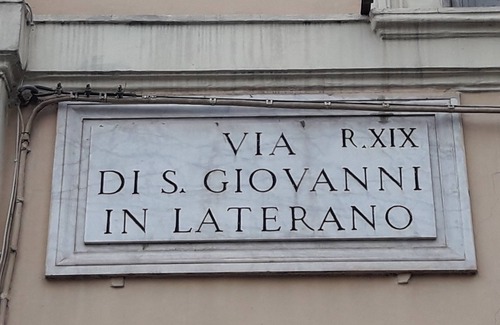 VIA R.XIX
DI S. GIOVANNI
IN LATERANO